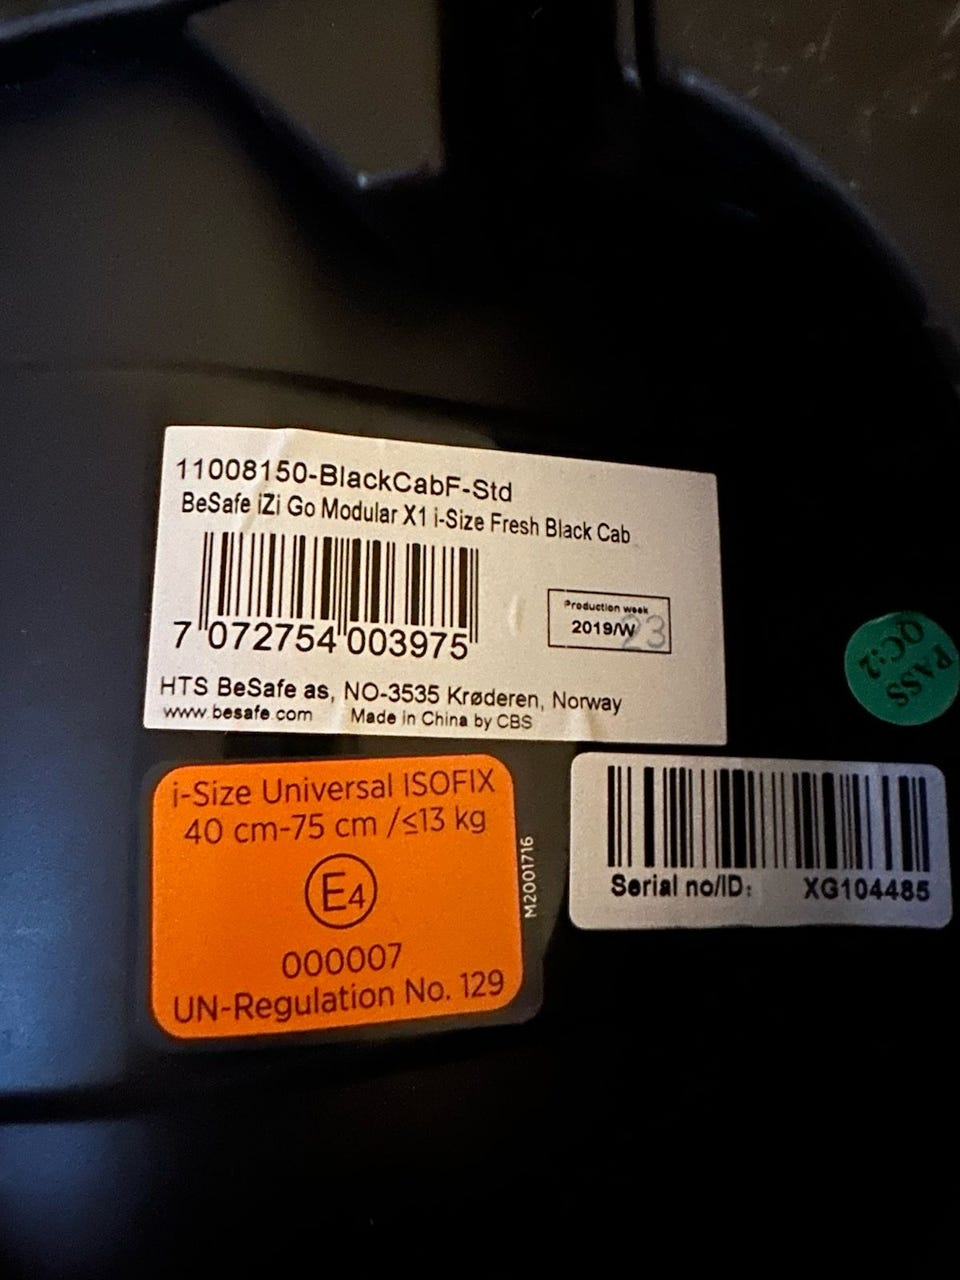 11008150-BlackCabF-Std
BeSafe iZi Go Modular X1 i-Size Fresh Black Cab
7 072754 003975
Production week
2019/W 23
HTS BeSafe as, NO-3535 Krøderen, Norway
www.besafe.com Made in China by CBS
PASS
QC:2
i-Size Universal ISOFIX
40 cm-75 cm /≤13 kg
E4
000007
UN-Regulation No. 129
M2001716
Serial no/ID: XG104485